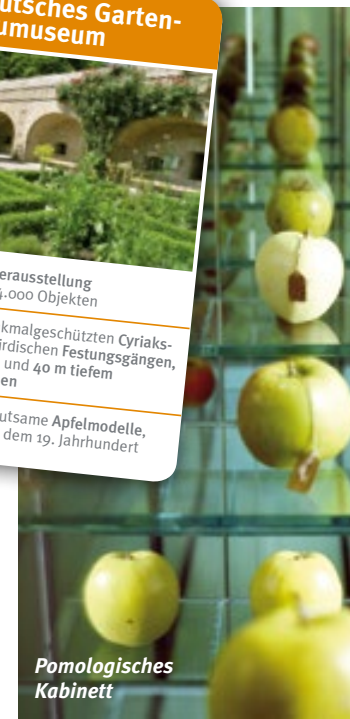 utsches Garten-
umuseum
erausstellung
4.000 Objekten
kmalgeschützten Cyriaks-
irdischen Festungsgängen,
und 40 m tiefem
en
utsame Apfelmodelle,
dem 19. Jahrhundert
Pomologisches
Kabinett